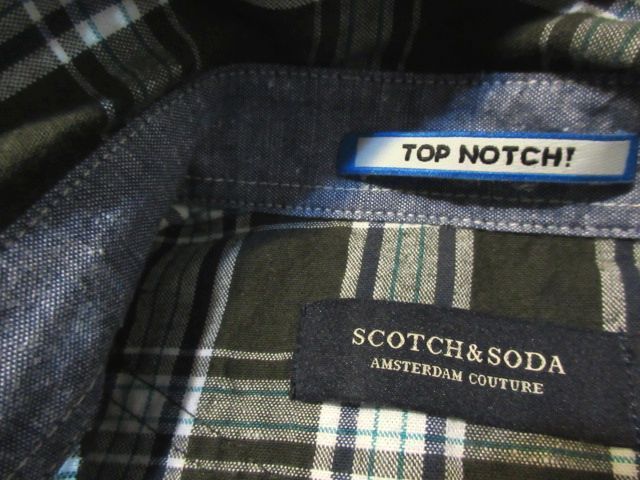 TOP NOTCH!
SCOTCH & SODA
AMSTERDAM COUTURE